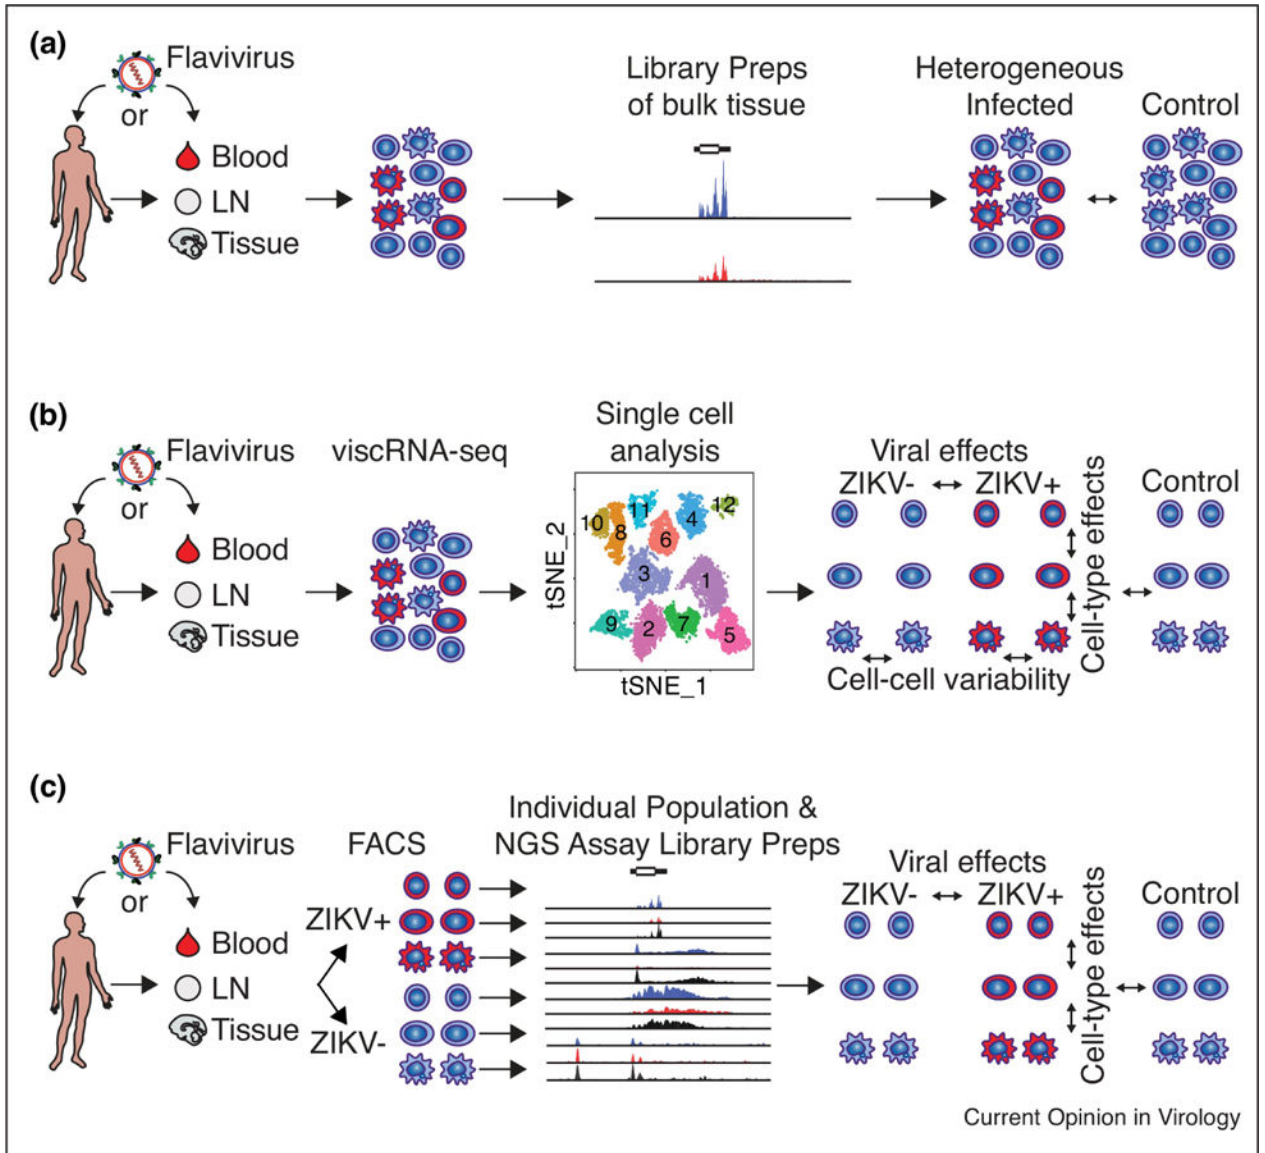 (a)
Flavivirus
or
Blood
LN
Tissue
Library Preps
of bulk tissue
Heterogeneous
Infected
Control
(b)
Flavivirus
or
Blood
LN
Tissue
viscRNA-seq
Single cell
analysis
tSNE_2
10
8
11
6
4
12
3
1
9
2
7
5
tSNE_1
Viral effects
ZIKV-
ZIKV+
Cell-type effects
Cell-cell variability
Control
(c)
Flavivirus
or
Blood
LN
Tissue
FACS
ZIKV+
ZIKV-
Individual Population &
NGS Assay Library Preps
Viral effects
ZIKV-
ZIKV+
Cell-type effects
Control
Current Opinion in Virology